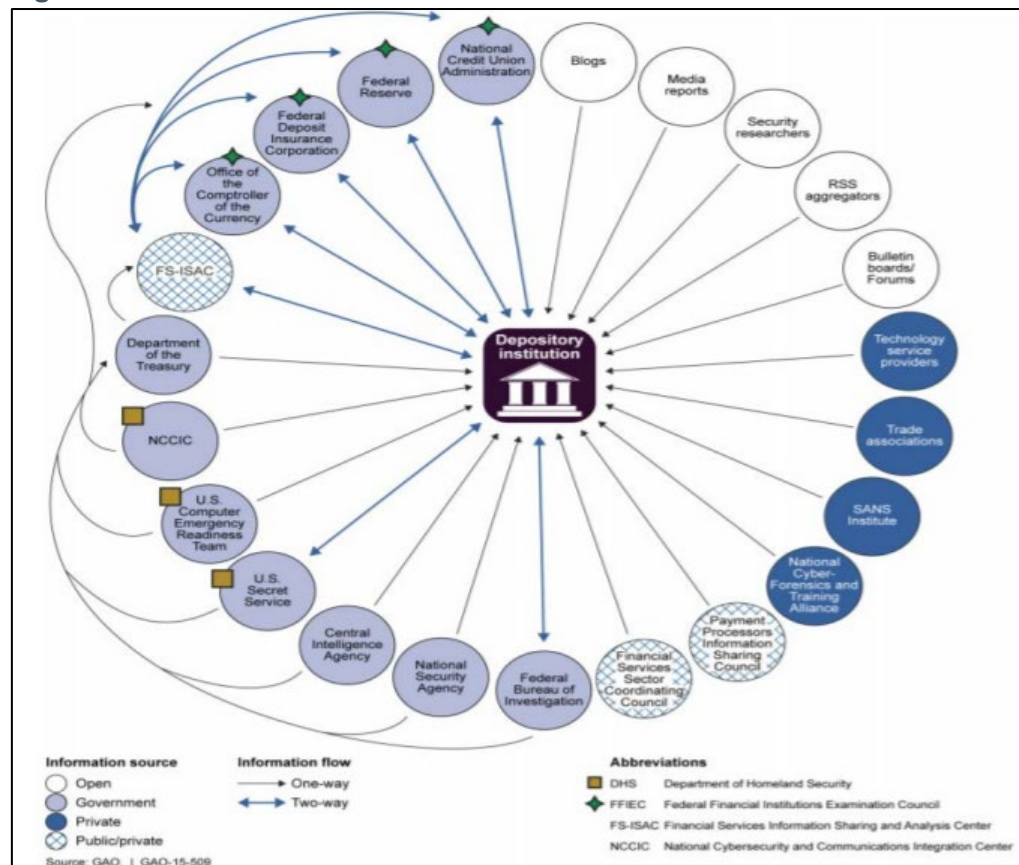 National
Credit Union
Administration
Blogs
Federal
Reserve
Media
reports
Federal
Deposit
Insurance
Corporation
Security
researchers
Office of
the
Comptroller
of the
Currency
RSS
aggregators
FS-ISAC
Bulletin
boards/
Forums
Depository
institution
Department
of the
Treasury
Technology
service
providers
NCCIC
Trade
associations
U.S.
Computer
Emergency
Readiness
Team
SANS
Institute
U.S.
Secret
Service
National
Cyber-
Forensics and
Training
Alliance
Central
Intelligence
Agency
Payment
Processors
Information
Sharing
Council
National
Security
Agency
Federal
Bureau of
Investigation
Financial
Services
Sector
Coordinating
Council
Information source
Open
Government
Private
Public/private
Information flow
One-way
Two-way
Abbreviations
DHS Department of Homeland Security
FFIEC Federal Financial Institutions Examination Council
FS-ISAC Financial Services Information Sharing and Analysis Center
NCCIC National Cybersecurity and Communications Integration Center
Source: GAO. | GAO-15-509